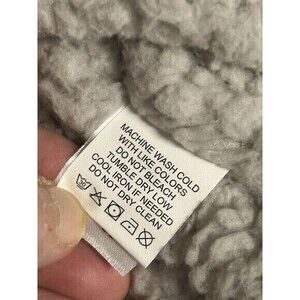 MACHINE WASH COLD
WITH LIKE COLORS
DO NOT BLEACH
TUMBLE DRY, LOW
COOL IRON IF NEEDED
DO NOT DRY CLEAN